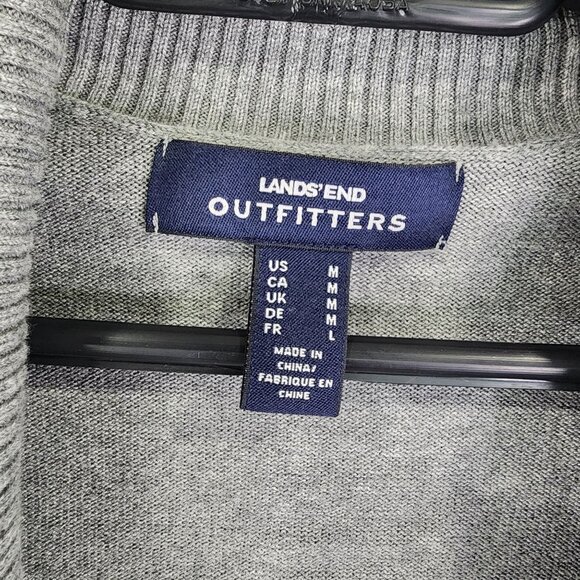 LANDS' END
OUTFITTERS
US M
CA M
UK M
DE M
FR L
MADE IN
CHINA/
FABRIQUE EN
CHINE